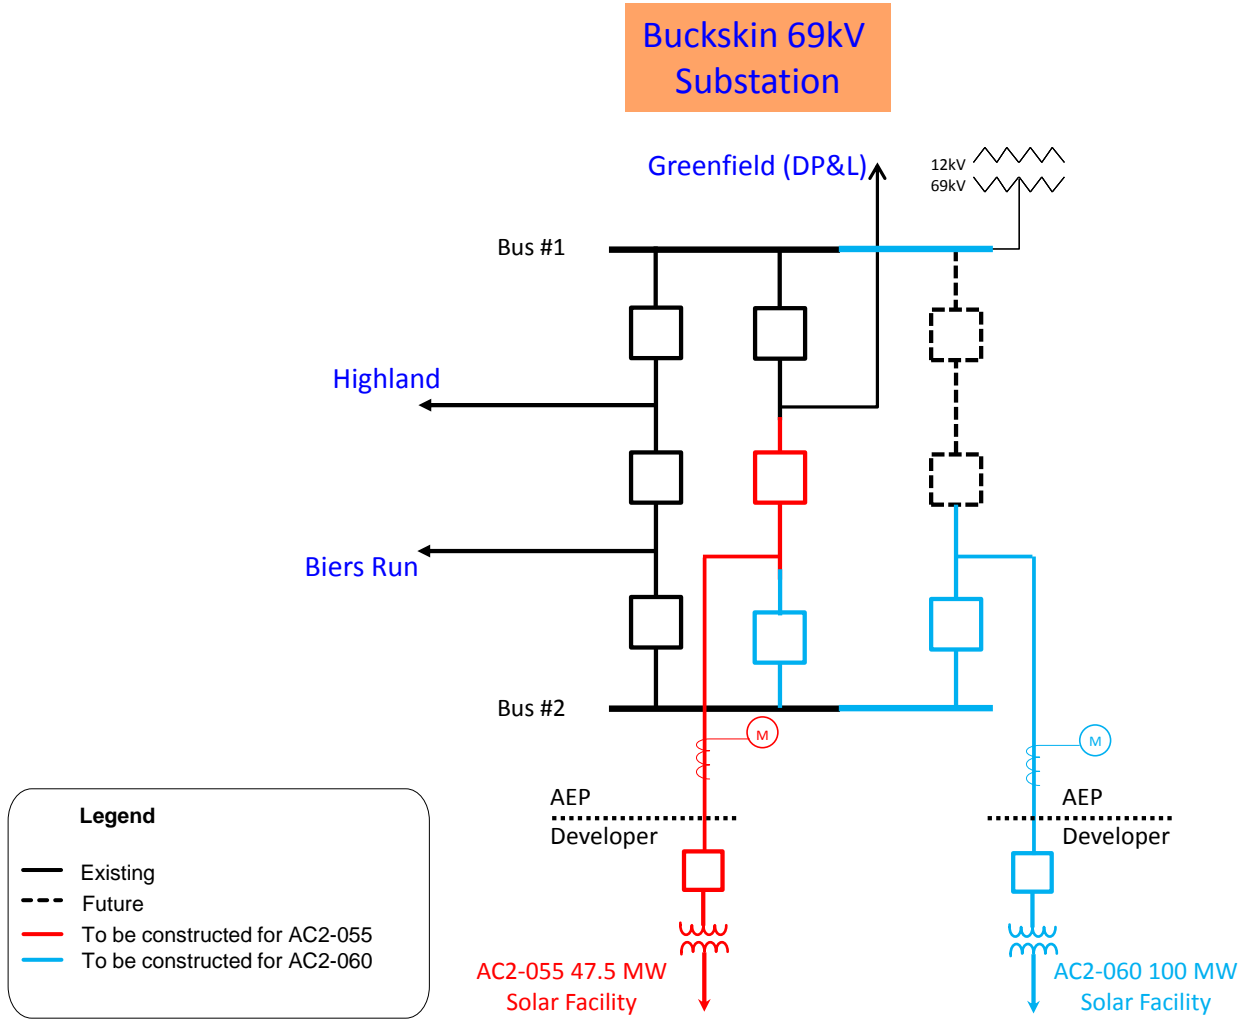 Buckskin 69kV
Substation
Greenfield (DP&L)
12kV
69kV
Bus #1
Highland
Biers Run
Bus #2
M
M
AEP
Developer
AEP
Developer
Legend
Existing
Future
To be constructed for AC2-055
To be constructed for AC2-060
AC2-055 47.5 MW
Solar Facility
AC2-060 100 MW
Solar Facility